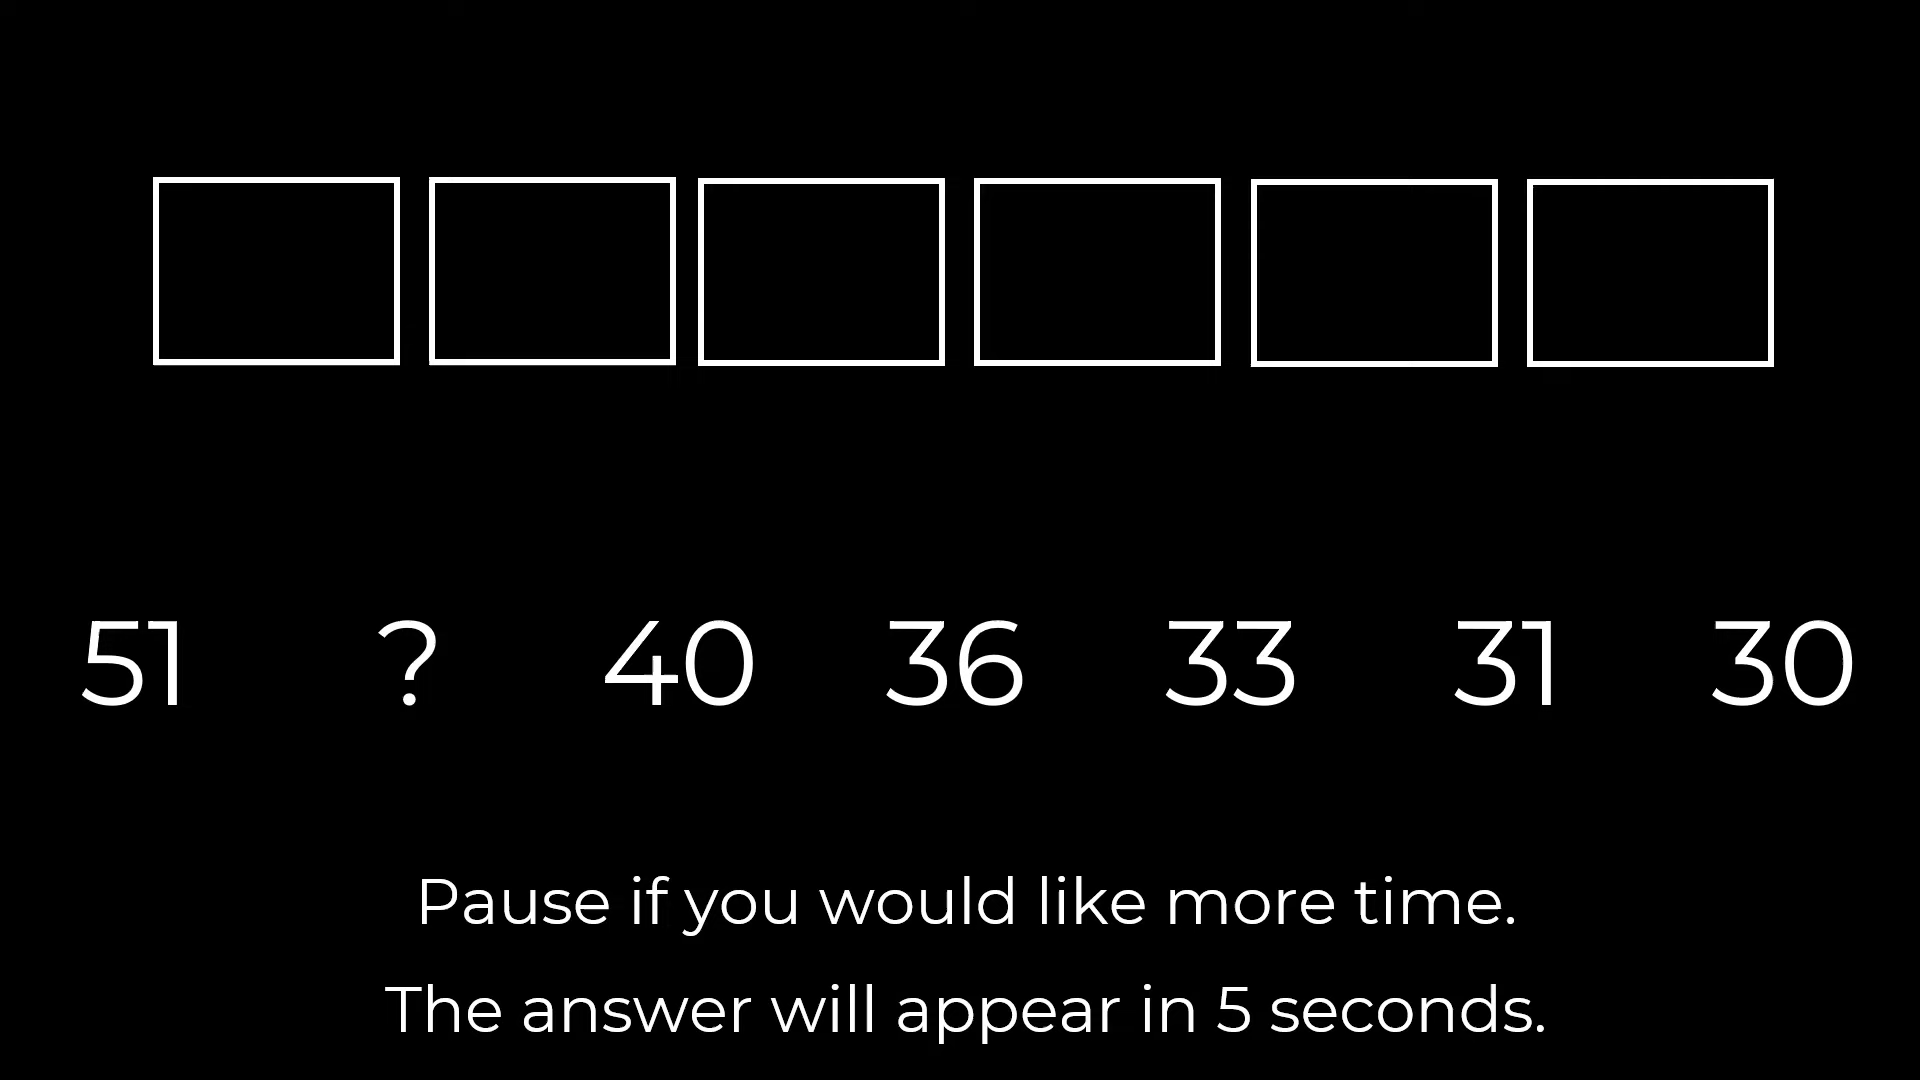 51 ? 40 36 33 31 30
Pause if you would like more time.
The answer will appear in 5 seconds.